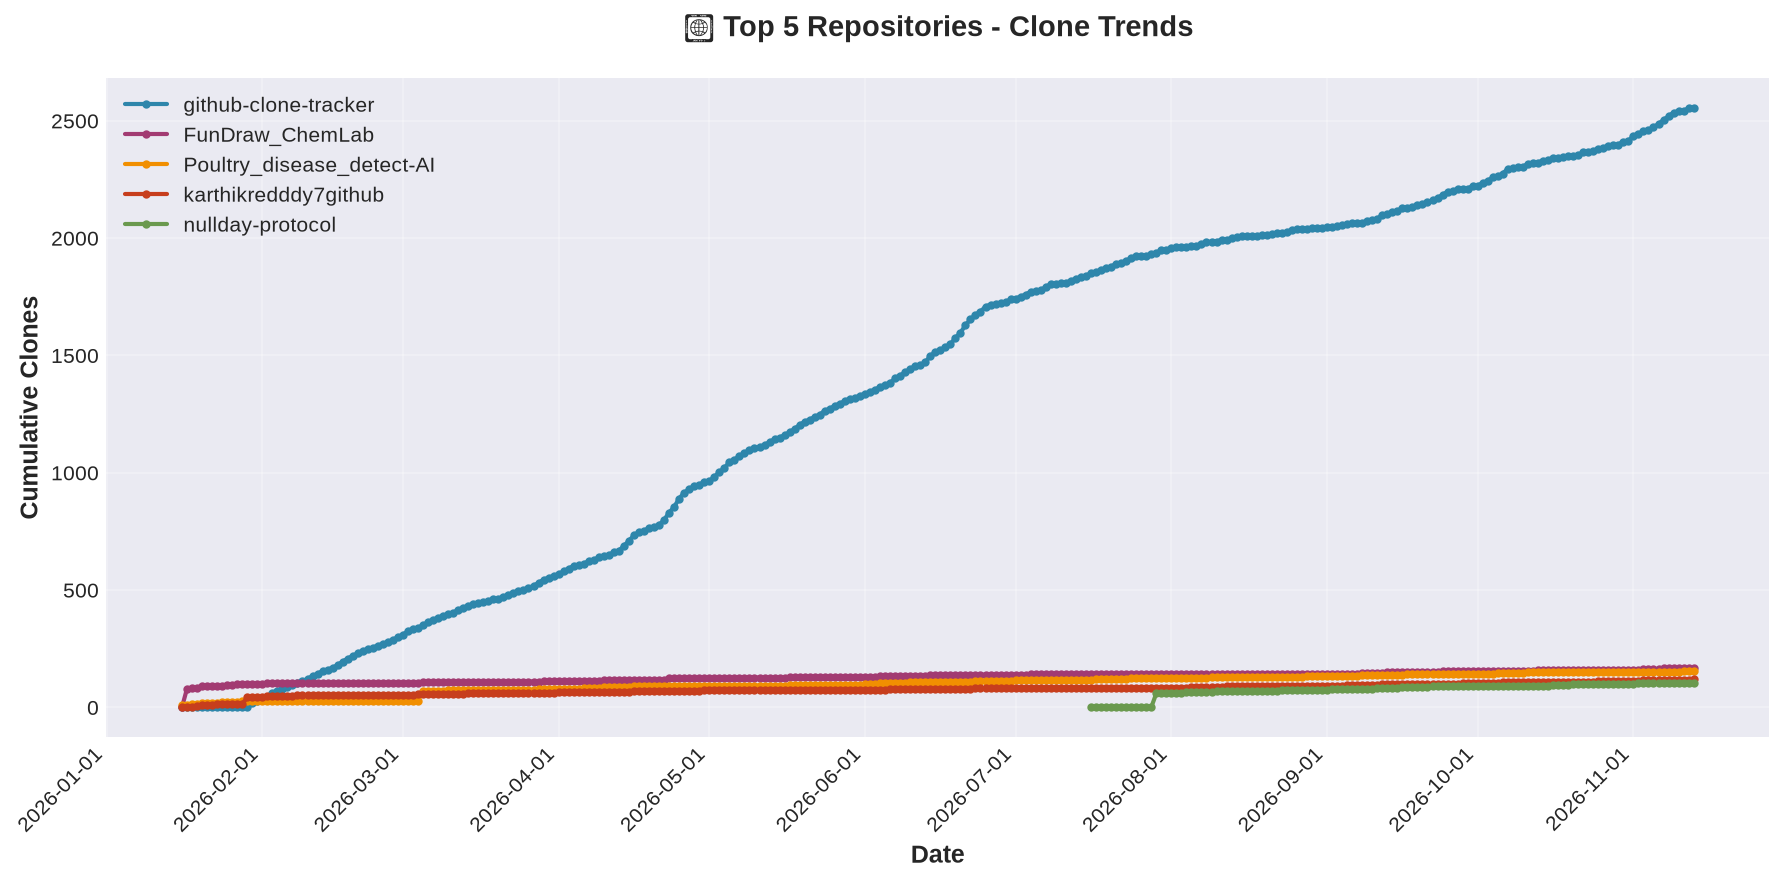 Top 5 Repositories - Clone Trends
github-clone-tracker
FunDraw_ChemLab
Poultry_disease_detect-AI
karthikredddy7github
nullday-protocol
Cumulative Clones
2500
2000
1500
1000
500
0
2026-01-01
2026-02-01
2026-03-01
2026-04-01
2026-05-01
2026-06-01
2026-07-01
2026-08-01
2026-09-01
2026-10-01
2026-11-01
Date